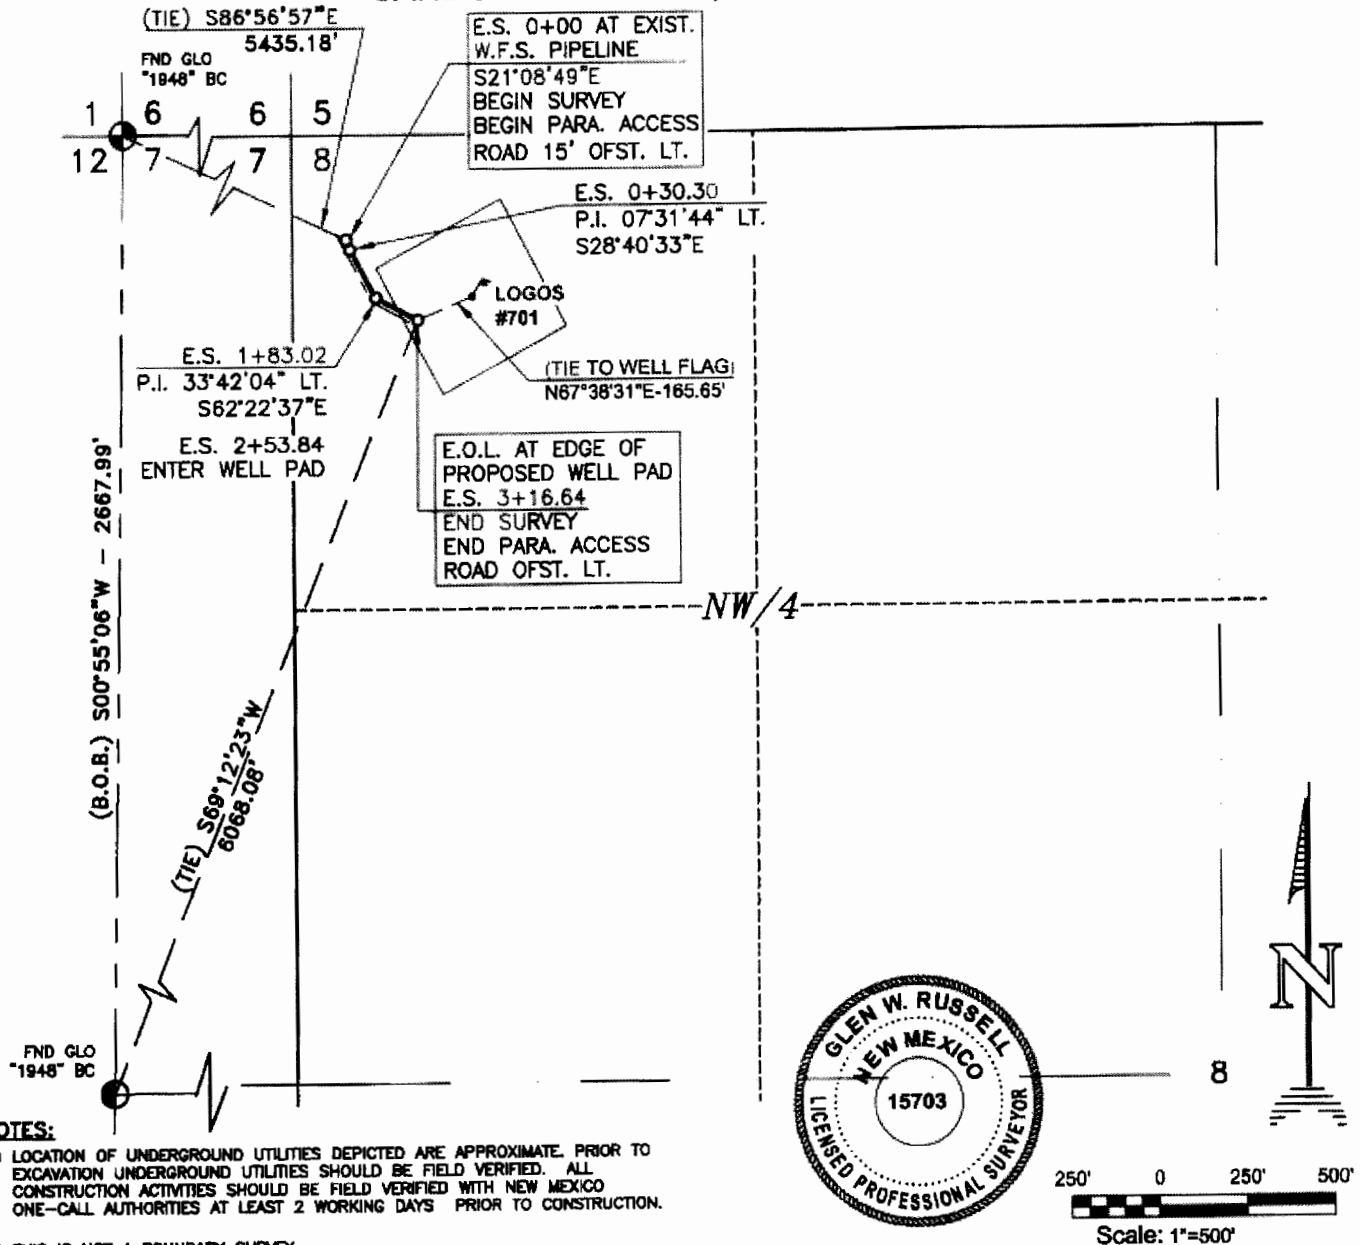 (TIE) S86°56'57"E
5435.18'
FND GLO
"1948" BC
E.S. 0+00 AT EXIST.
W.F.S. PIPELINE
S21°08'49"E
BEGIN SURVEY
BEGIN PARA. ACCESS
ROAD 15' OFST. LT.
1 6 6 5
12 7 7 8
E.S. 0+30.30
P.I. 07°31'44" LT.
S28°40'33"E
LOGOS
#701
E.S. 1+83.02
P.I. 33°42'04" LT.
S62°22'37"E
(TIE TO WELL FLAG)
N67°38'31"E-165.65'
E.S. 2+53.84
ENTER WELL PAD
E.O.L. AT EDGE OF
PROPOSED WELL PAD
E.S. 3+16.64
END SURVEY
END PARA. ACCESS
ROAD OFST. LT.
(B.O.B.) S00°55'06"W - 2667.99'
NW/4
(TIE) S69°12'23"W
6068.08'
N
FND GLO
"1948" BC
GLEN W. RUSSELL
NEW MEXICO
15703
LICENSED PROFESSIONAL SURVEYOR
8
OTES:
LOCATION OF UNDERGROUND UTILITIES DEPICTED ARE APPROXIMATE. PRIOR TO
EXCAVATION UNDERGROUND UTILITIES SHOULD BE FIELD VERIFIED. ALL
CONSTRUCTION ACTIVITIES SHOULD BE FIELD VERIFIED WITH NEW MEXICO
ONE-CALL AUTHORITIES AT LEAST 2 WORKING DAYS PRIOR TO CONSTRUCTION.
THIS IS NOT A BOUNDARY SURVEY
250' 0 250' 500'
Scale: 1"=500'